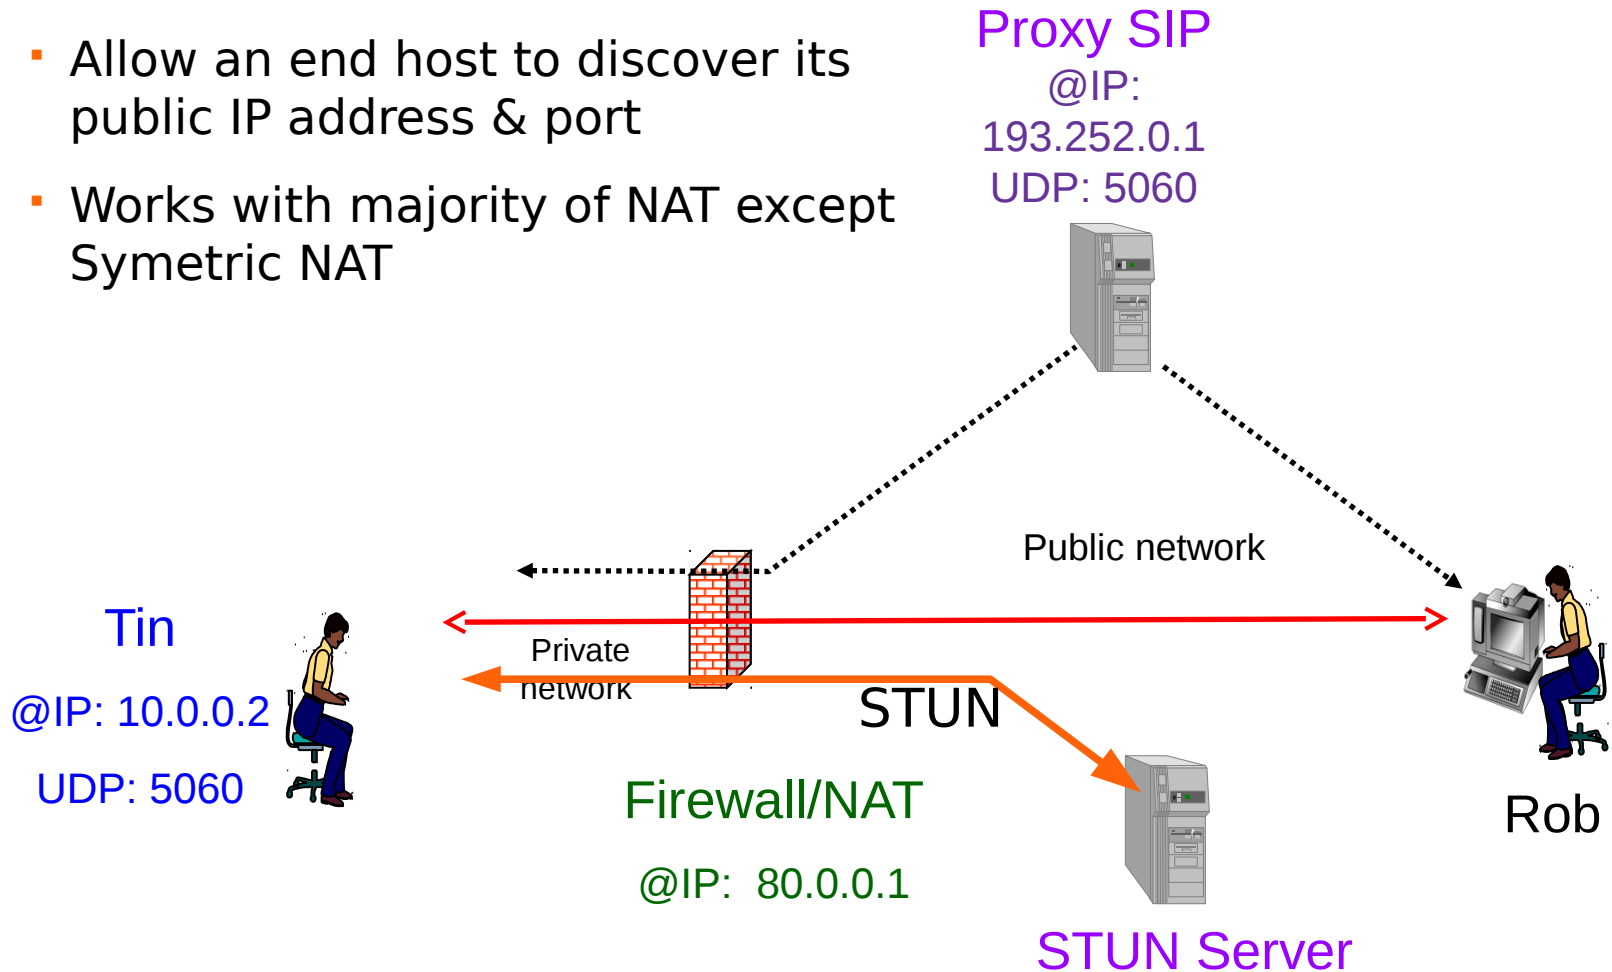 ▪ Allow an end host to discover its
public IP address & port
▪ Works with majority of NAT except
Symetric NAT
Proxy SIP
@IP:
193.252.0.1
UDP: 5060
Public network
Tin
@IP: 10.0.0.2
UDP: 5060
Private
network
STUN
Firewall/NAT
@IP: 80.0.0.1
Rob
STUN Server